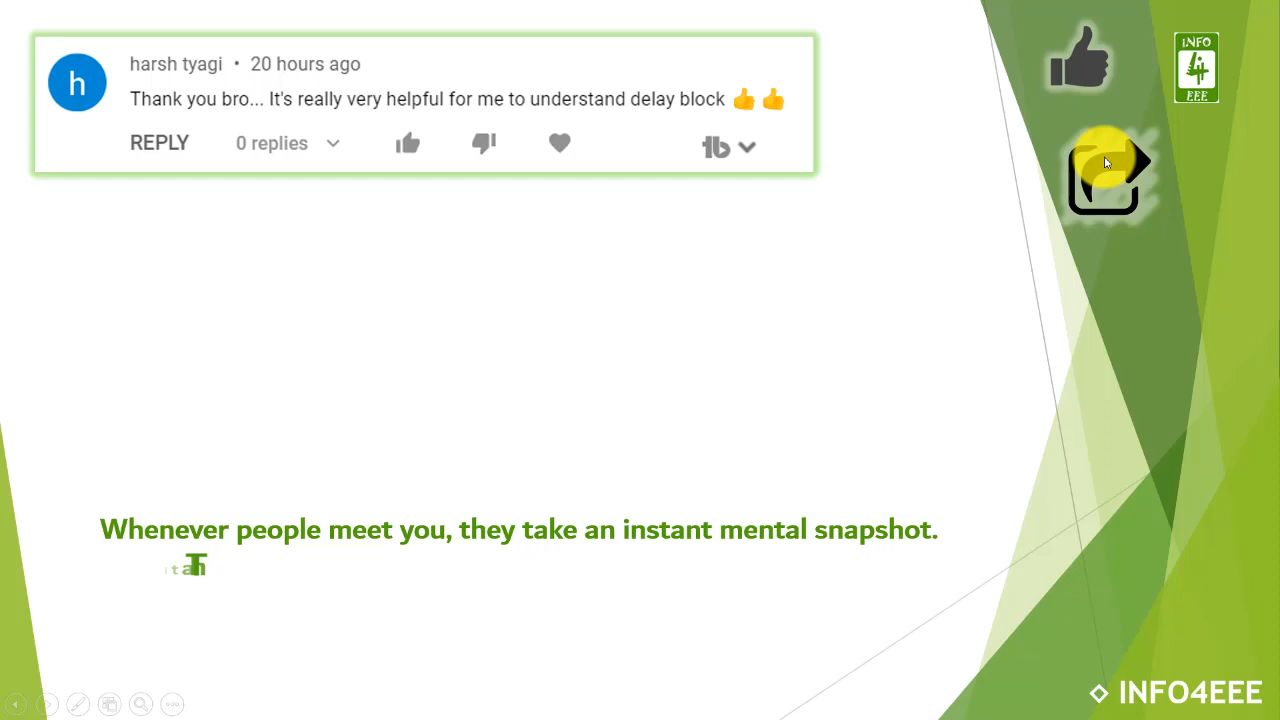 harsh tyagi • 20 hours ago
Thank you bro... It's really very helpful for me to understand delay block 👍 👍
REPLY 0 replies
INFO
4
EEE
Whenever people meet you, they take an instant mental snapshot.
INFO4EEE